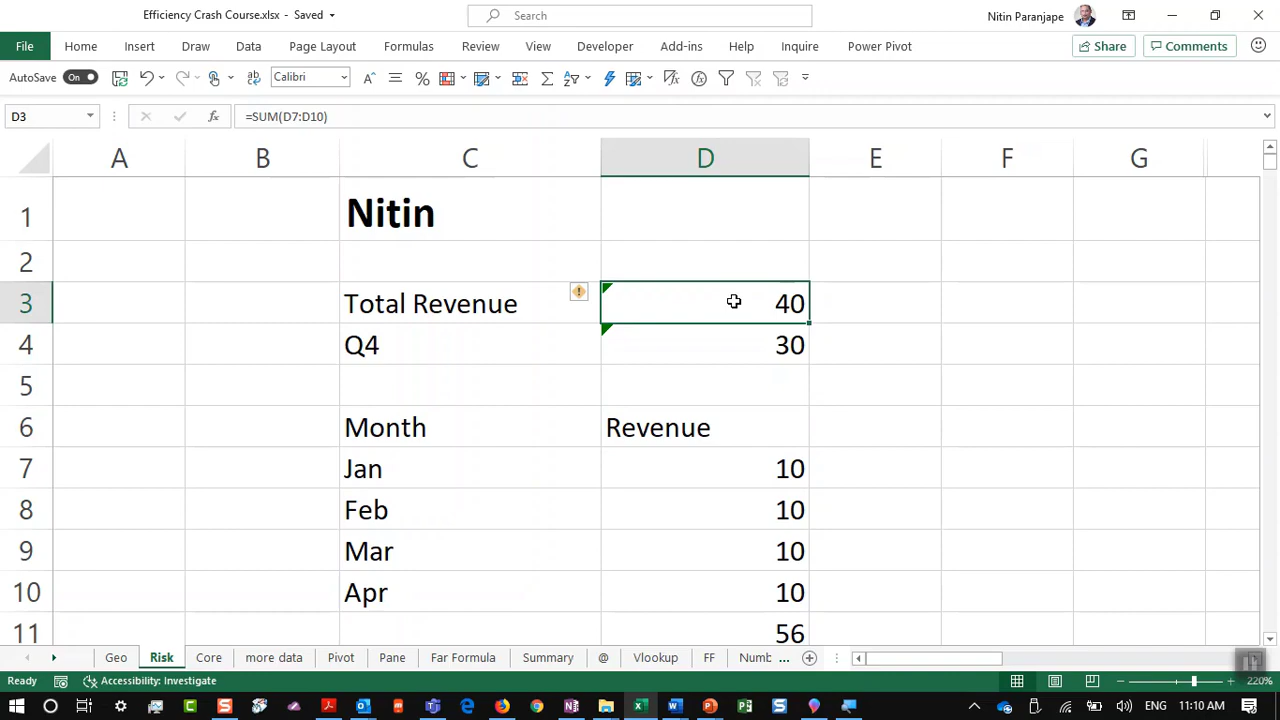 Efficiency Crash Course.xlsx - Saved
Search
Nitin Paranjape
File Home Insert Draw Data Page Layout Formulas Review View Developer Add-ins Help Inquire Power Pivot Share Comments
AutoSave On Calibri
D3 =SUM(D7:D10)
A B C D E F G
1 Nitin
2
3 Total Revenue 40
4 Q4 30
5
6 Month Revenue
7 Jan 10
8 Feb 10
9 Mar 10
10 Apr 10
11 56
Geo Risk Core more data Pivot Pane Far Formula Summary @ Vlookup FF Numb ...
Ready Accessibility: Investigate 220%
ENG 11:10 AM